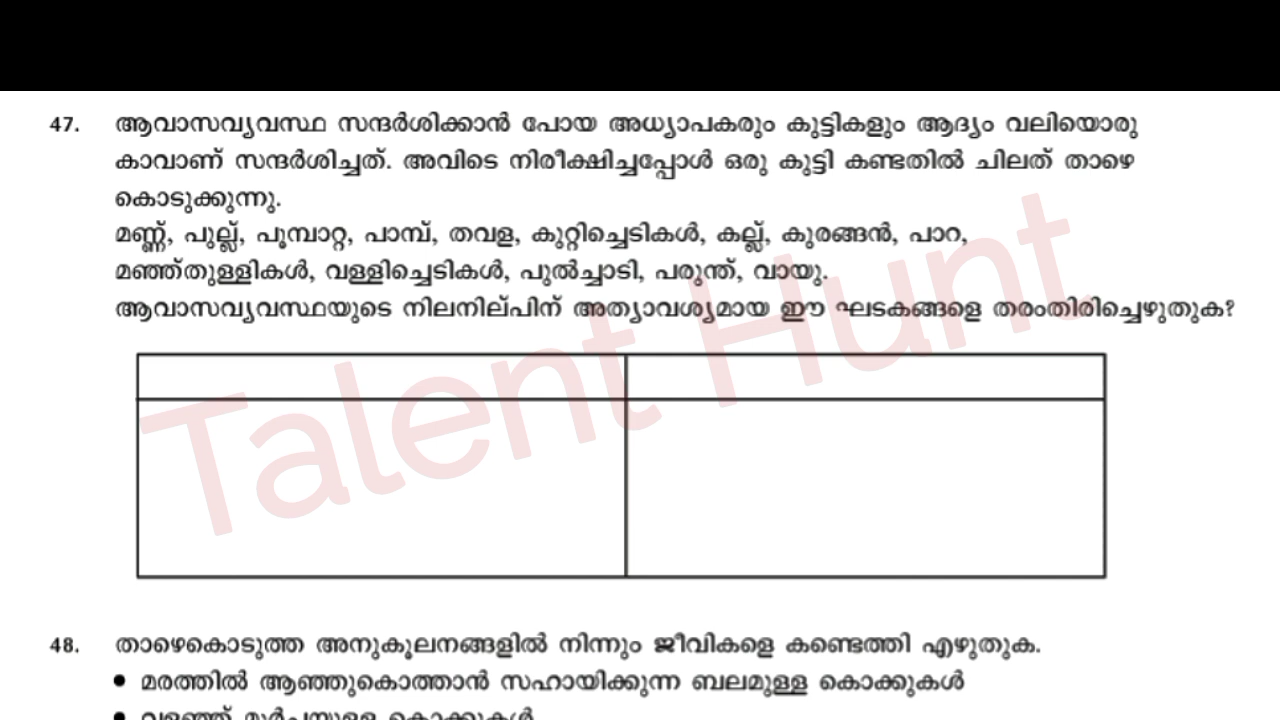 47. ആവാസവ്യവസ്ഥ സന്ദർശിക്കാൻ പോയ അധ്യാപകരും കുട്ടികളും ആദ്യം വലിയൊരു
കാവാണ് സന്ദർശിച്ചത്. അവിടെ നിരീക്ഷിച്ചപ്പോൾ ഒരു കുട്ടി കണ്ടതിൽ ചിലത് താഴെ
കൊടുക്കുന്നു.
മണ്ണ്, പുല്ല്, പൂമ്പാറ്റ, പാമ്പ്, തവള, കുറ്റിച്ചെടികൾ, കല്ല്, കുരങ്ങൻ, പാറ,
മഞ്ഞ്തുള്ളികൾ, വള്ളിച്ചെടികൾ, പുൽച്ചാടി, പരുന്ത്, വായു.
ആവാസവ്യവസ്ഥയുടെ നിലനില്പിന് അത്യാവശ്യമായ ഈ ഘടകങ്ങളെ തരംതിരിച്ചെഴുതുക?
Talent Hunt
48. താഴെകൊടുത്ത അനുകൂലനങ്ങളിൽ നിന്നും ജീവികളെ കണ്ടെത്തി എഴുതുക.
• മരത്തിൽ ആഞ്ഞുകൊത്താൻ സഹായിക്കുന്ന ബലമുള്ള കൊക്കുകൾ